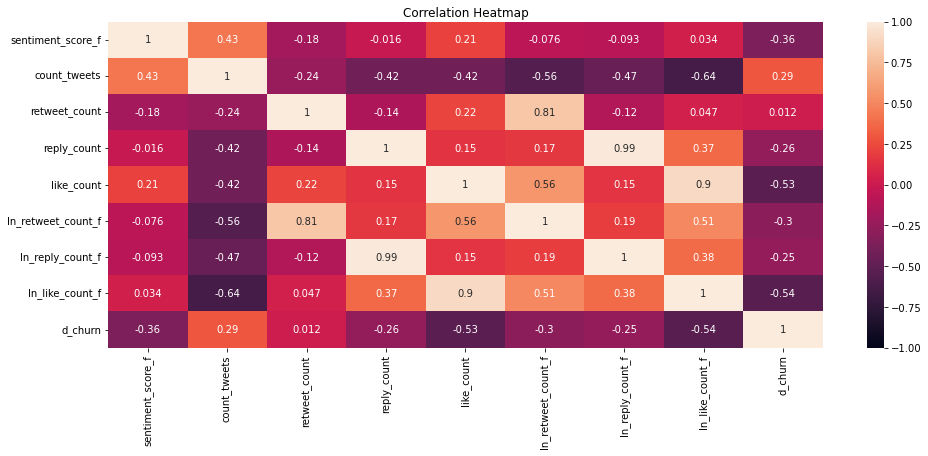 Correlation Heatmap
sentiment_score_f 1 0.43 -0.18 -0.016 0.21 -0.076 -0.093 0.034 -0.36
count_tweets 0.43 1 -0.24 -0.42 -0.42 -0.56 -0.47 -0.64 0.29
retweet_count -0.18 -0.24 1 -0.14 0.22 0.81 -0.12 0.047 0.012
reply_count -0.016 -0.42 -0.14 1 0.15 0.17 0.99 0.37 -0.26
like_count 0.21 -0.42 0.22 0.15 1 0.56 0.15 0.9 -0.53
ln_retweet_count_f -0.076 -0.56 0.81 0.17 0.56 1 0.19 0.51 -0.3
ln_reply_count_f -0.093 -0.47 -0.12 0.99 0.15 0.19 1 0.38 -0.25
ln_like_count_f 0.034 -0.64 0.047 0.37 0.9 0.51 0.38 1 -0.54
d_churn -0.36 0.29 0.012 -0.26 -0.53 -0.3 -0.25 -0.54 1
sentiment_score_f
count_tweets
retweet_count
reply_count
like_count
ln_retweet_count_f
ln_reply_count_f
ln_like_count_f
d_churn
1.00
0.75
0.50
0.25
0.00
−0.25
−0.50
−0.75
−1.00